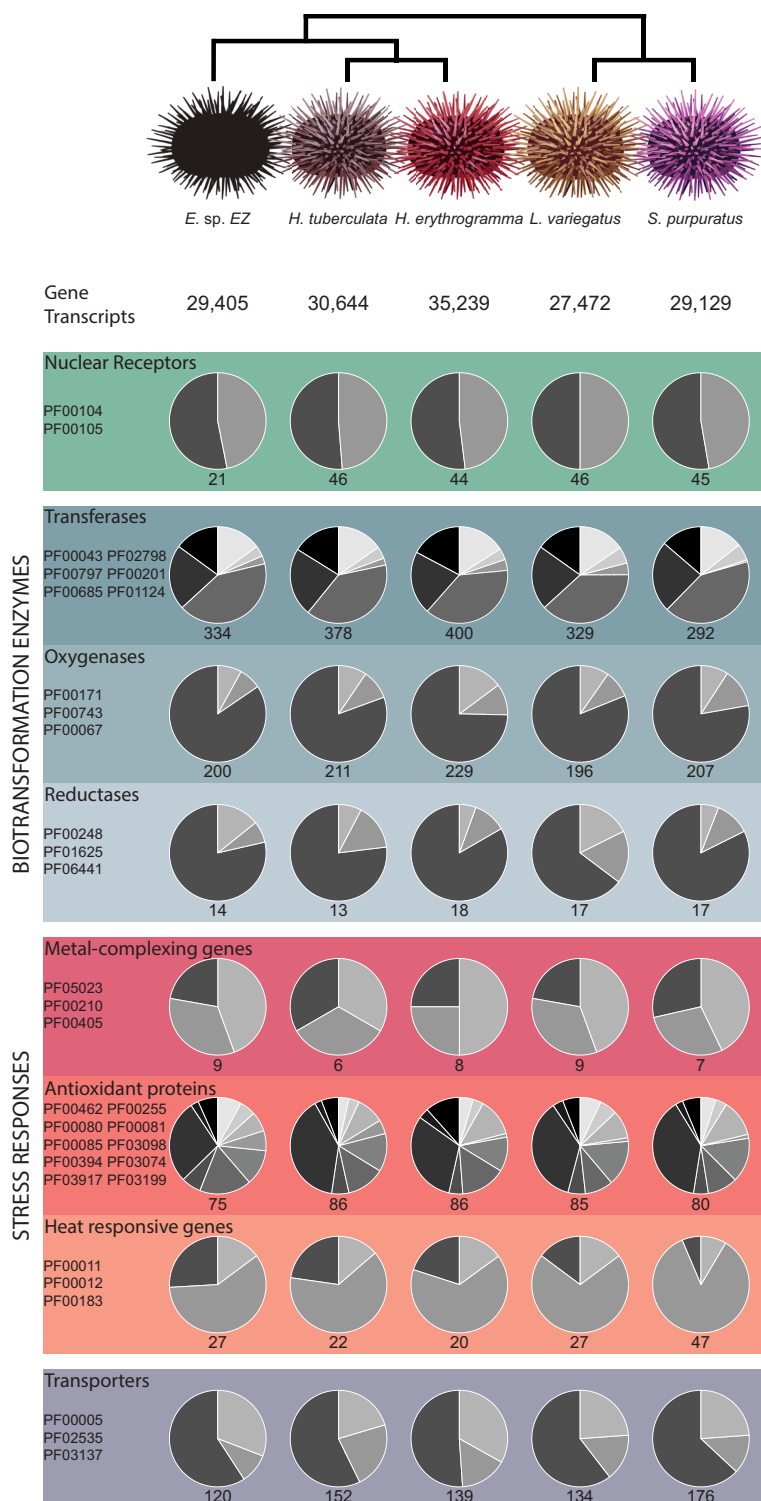 E. sp. EZ H. tuberculata H. erythrogramma L. variegatus S. purpuratus
Gene
Transcripts
29,405 30,644 35,239 27,472 29,129
Nuclear Receptors
PF00104
PF00105
21 46 44 46 45
BIOTRANSFORMATION ENZYMES
Transferases
PF00043 PF02798
PF00797 PF00201
PF00685 PF01124
334 378 400 329 292
Oxygenases
PF00171
PF00743
PF00067
200 211 229 196 207
Reductases
PF00248
PF01625
PF06441
14 13 18 17 17
STRESS RESPONSES
Metal-complexing genes
PF05023
PF00210
PF00405
9 6 8 9 7
Antioxidant proteins
PF00462 PF00255
PF00080 PF00081
PF00085 PF03098
PF00394 PF03074
PF03917 PF03199
75 86 86 85 80
Heat responsive genes
PF00011
PF00012
PF00183
27 22 20 27 47
Transporters
PF00005
PF02535
PF03137
120 152 139 134 176